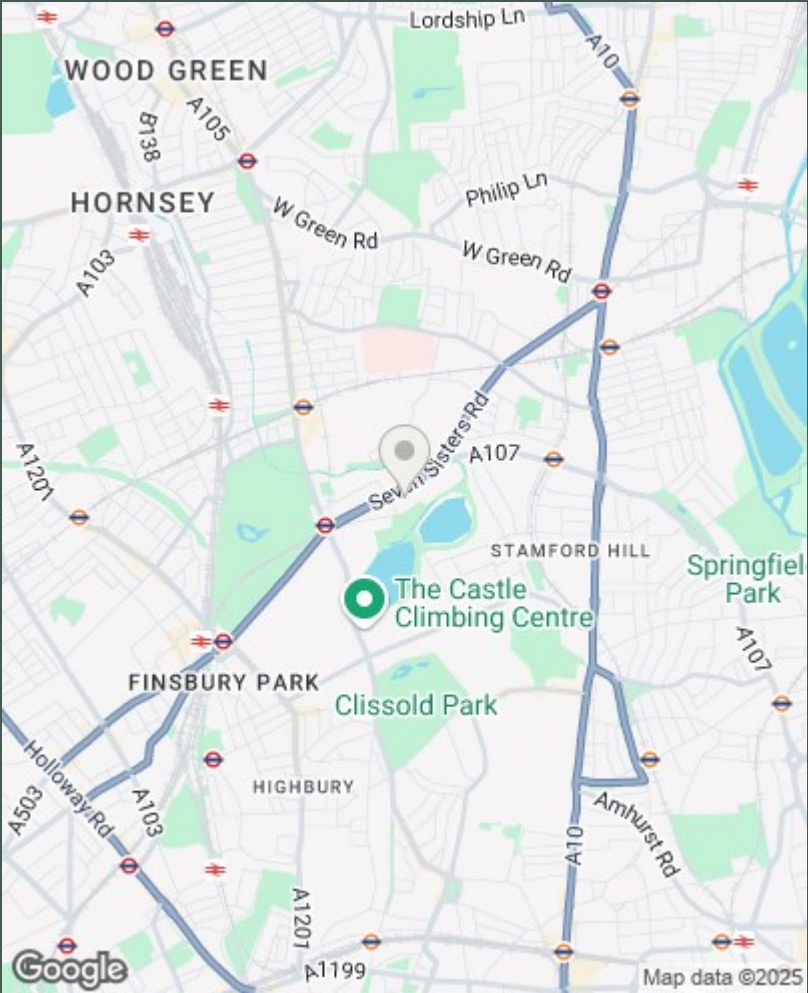 Lordship Ln
A10
WOOD GREEN
A105
B138
Philip Ln
HORNSEY
W Green Rd
W Green Rd
A103
Seven Sisters Rd
A107
A1201
STAMFORD HILL
Springfiel
Park
The Castle
Climbing Centre
A107
FINSBURY PARK
Clissold Park
Holloway Rd
HIGHBURY
A503
A103
Amhurst Rd
A10
A1201
A1199
Google
Map data ©2025